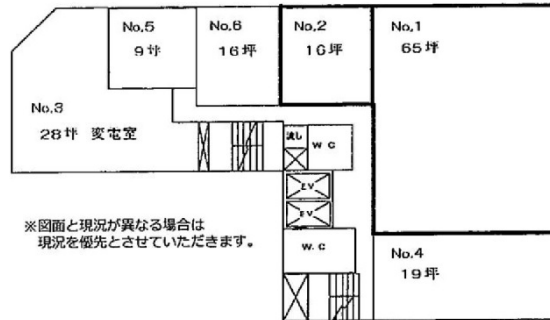 No,5
9坪
No,6
16坪
No,2
16坪
No,1
65坪
No,3
28坪 変電室
流し
W C
EV
EV
W.C
No,4
19坪
※図面と現況が異なる場合は
現況を優先とさせていただきます。